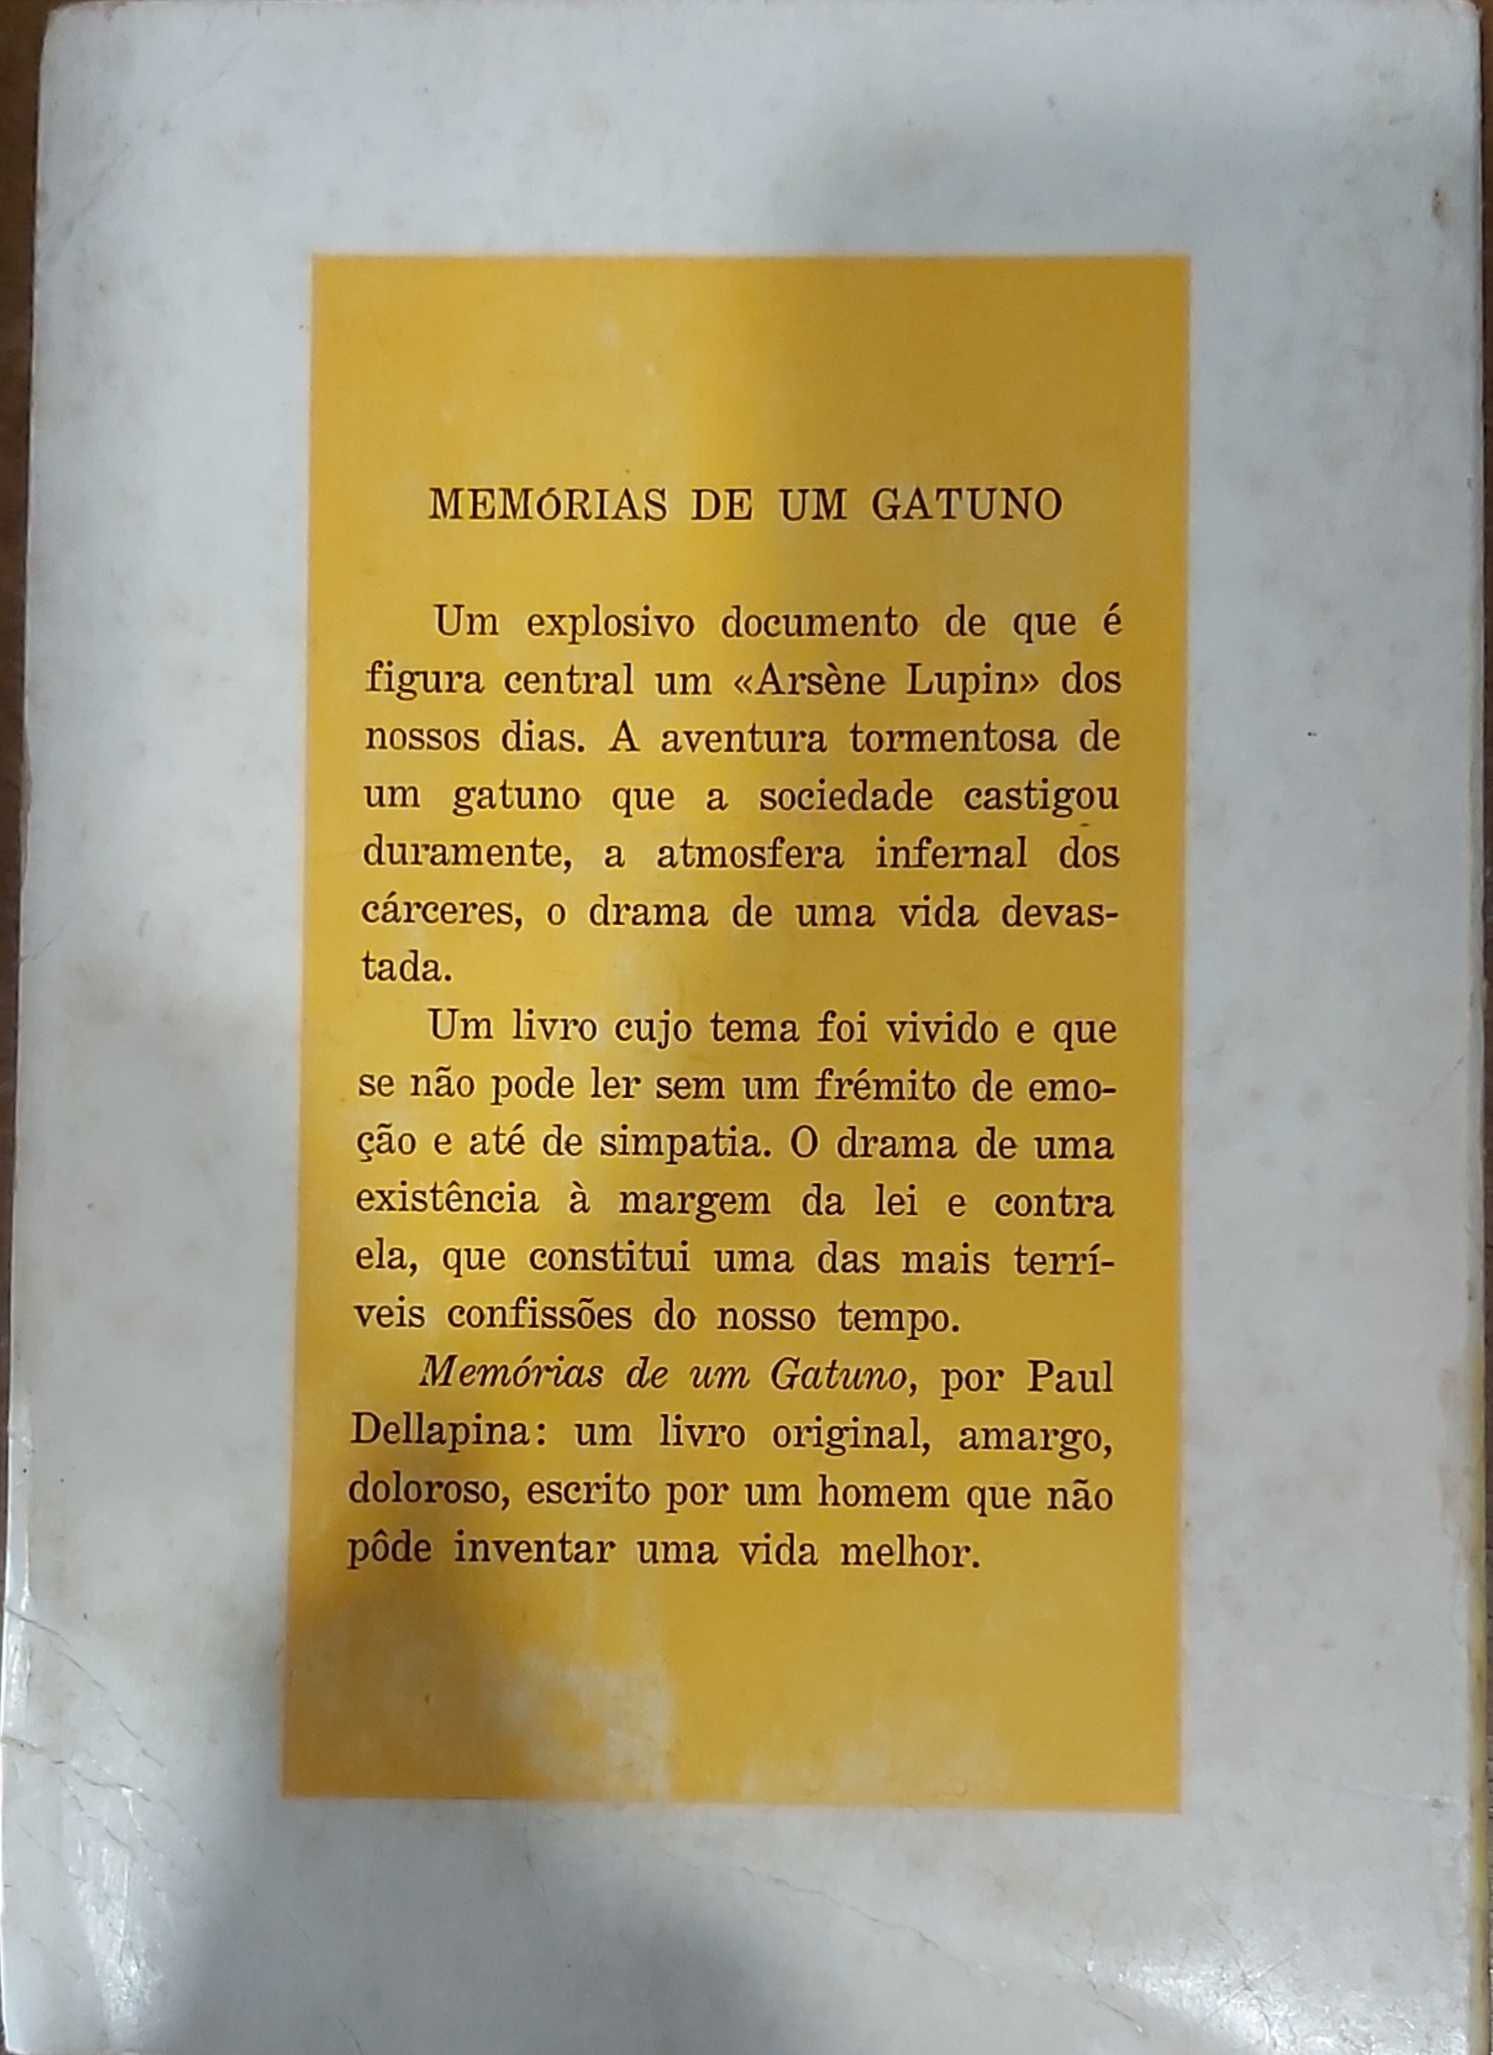 MEMÓRIAS DE UM GATUNO
Um explosivo documento de que é
figura central um «Arsène Lupin» dos
nossos dias. A aventura tormentosa de
um gatuno que a sociedade castigou
duramente, a atmosfera infernal dos
cárceres, o drama de uma vida devas-
tada.
Um livro cujo tema foi vivido e que
se não pode ler sem um frémito de emo-
ção e até de simpatia. O drama de uma
existência à margem da lei e contra
ela, que constitui uma das mais terrí-
veis confissões do nosso tempo.
Memórias de um Gatuno, por Paul
Dellapina: um livro original, amargo,
doloroso, escrito por um homem que não
pôde inventar uma vida melhor.